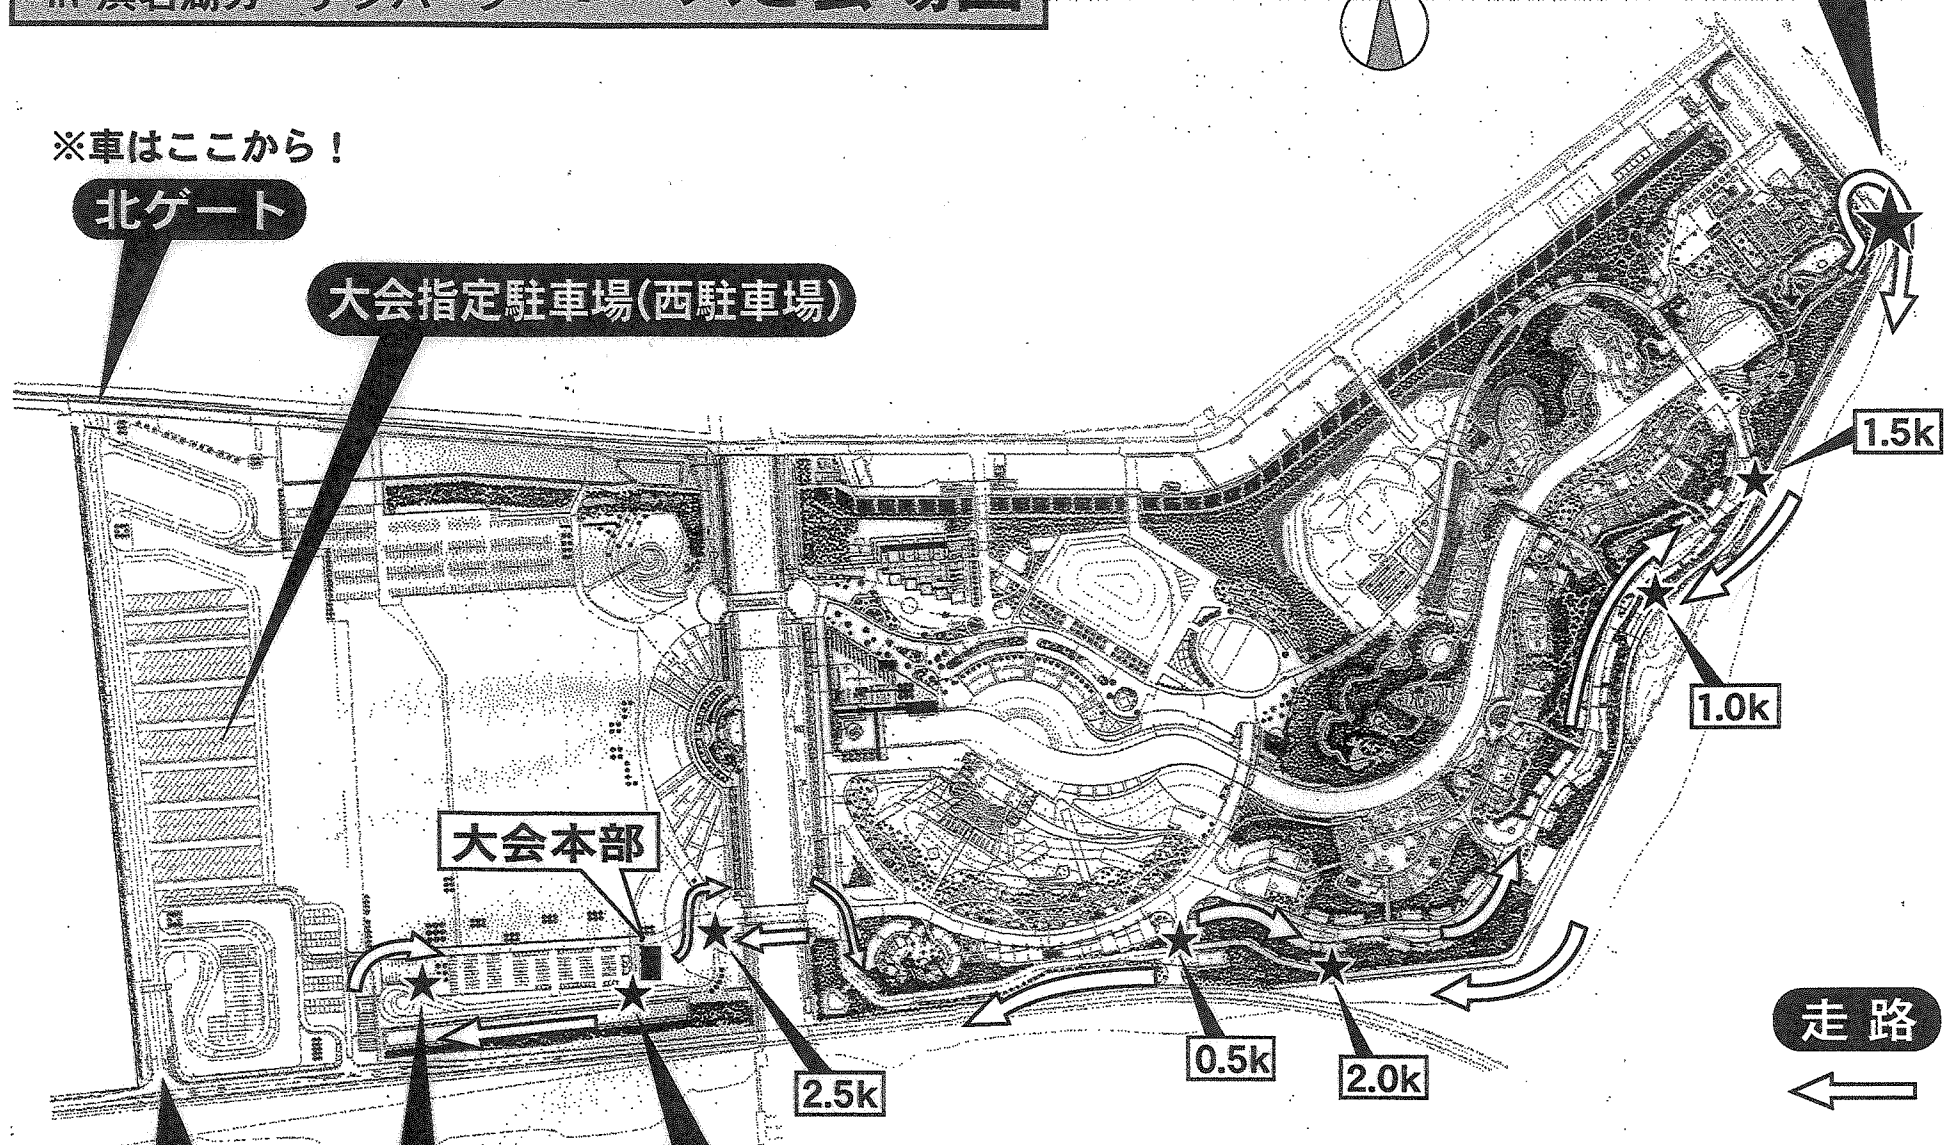 ※車はここから！
北ゲート
大会指定駐車場(西駐車場)
1.5k
1.0k
大会本部
0.5k
2.0k
2.5k
走路